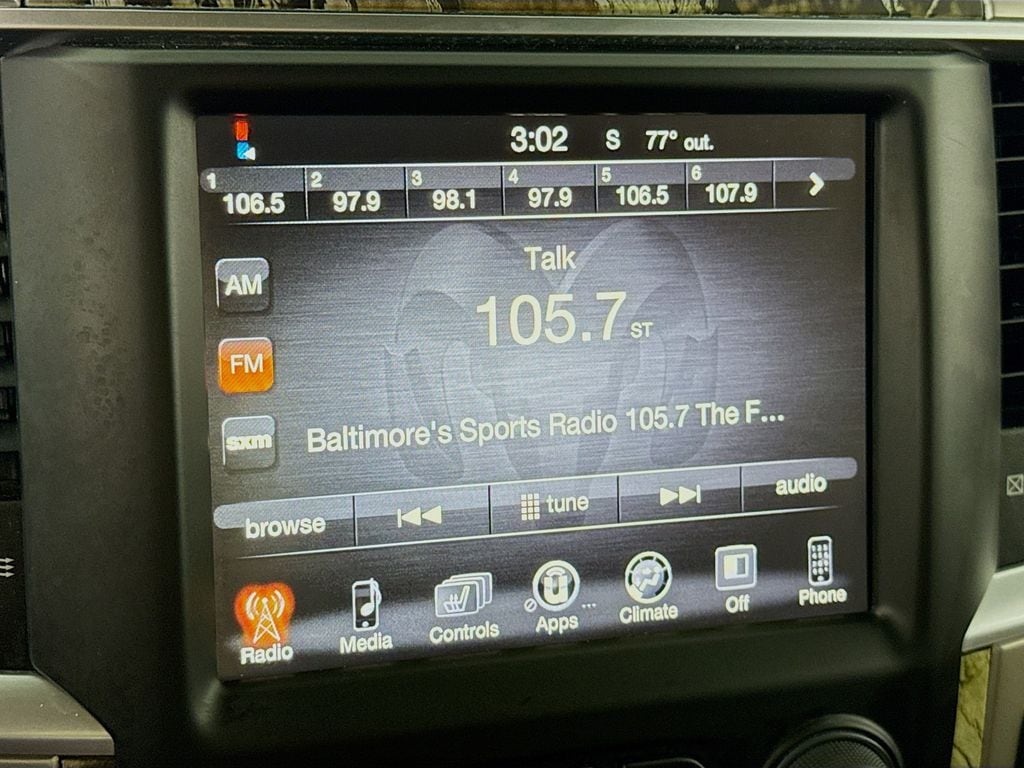 3:02 S 77° out.
1 2 3 4 5 6
106.5 97.9 98.1 97.9 106.5 107.9
Talk
AM
105.7 ST
FM
sxm
Baltimore's Sports Radio 105.7 The F...
browse tune audio
Radio Media Controls Apps ... Climate Off Phone